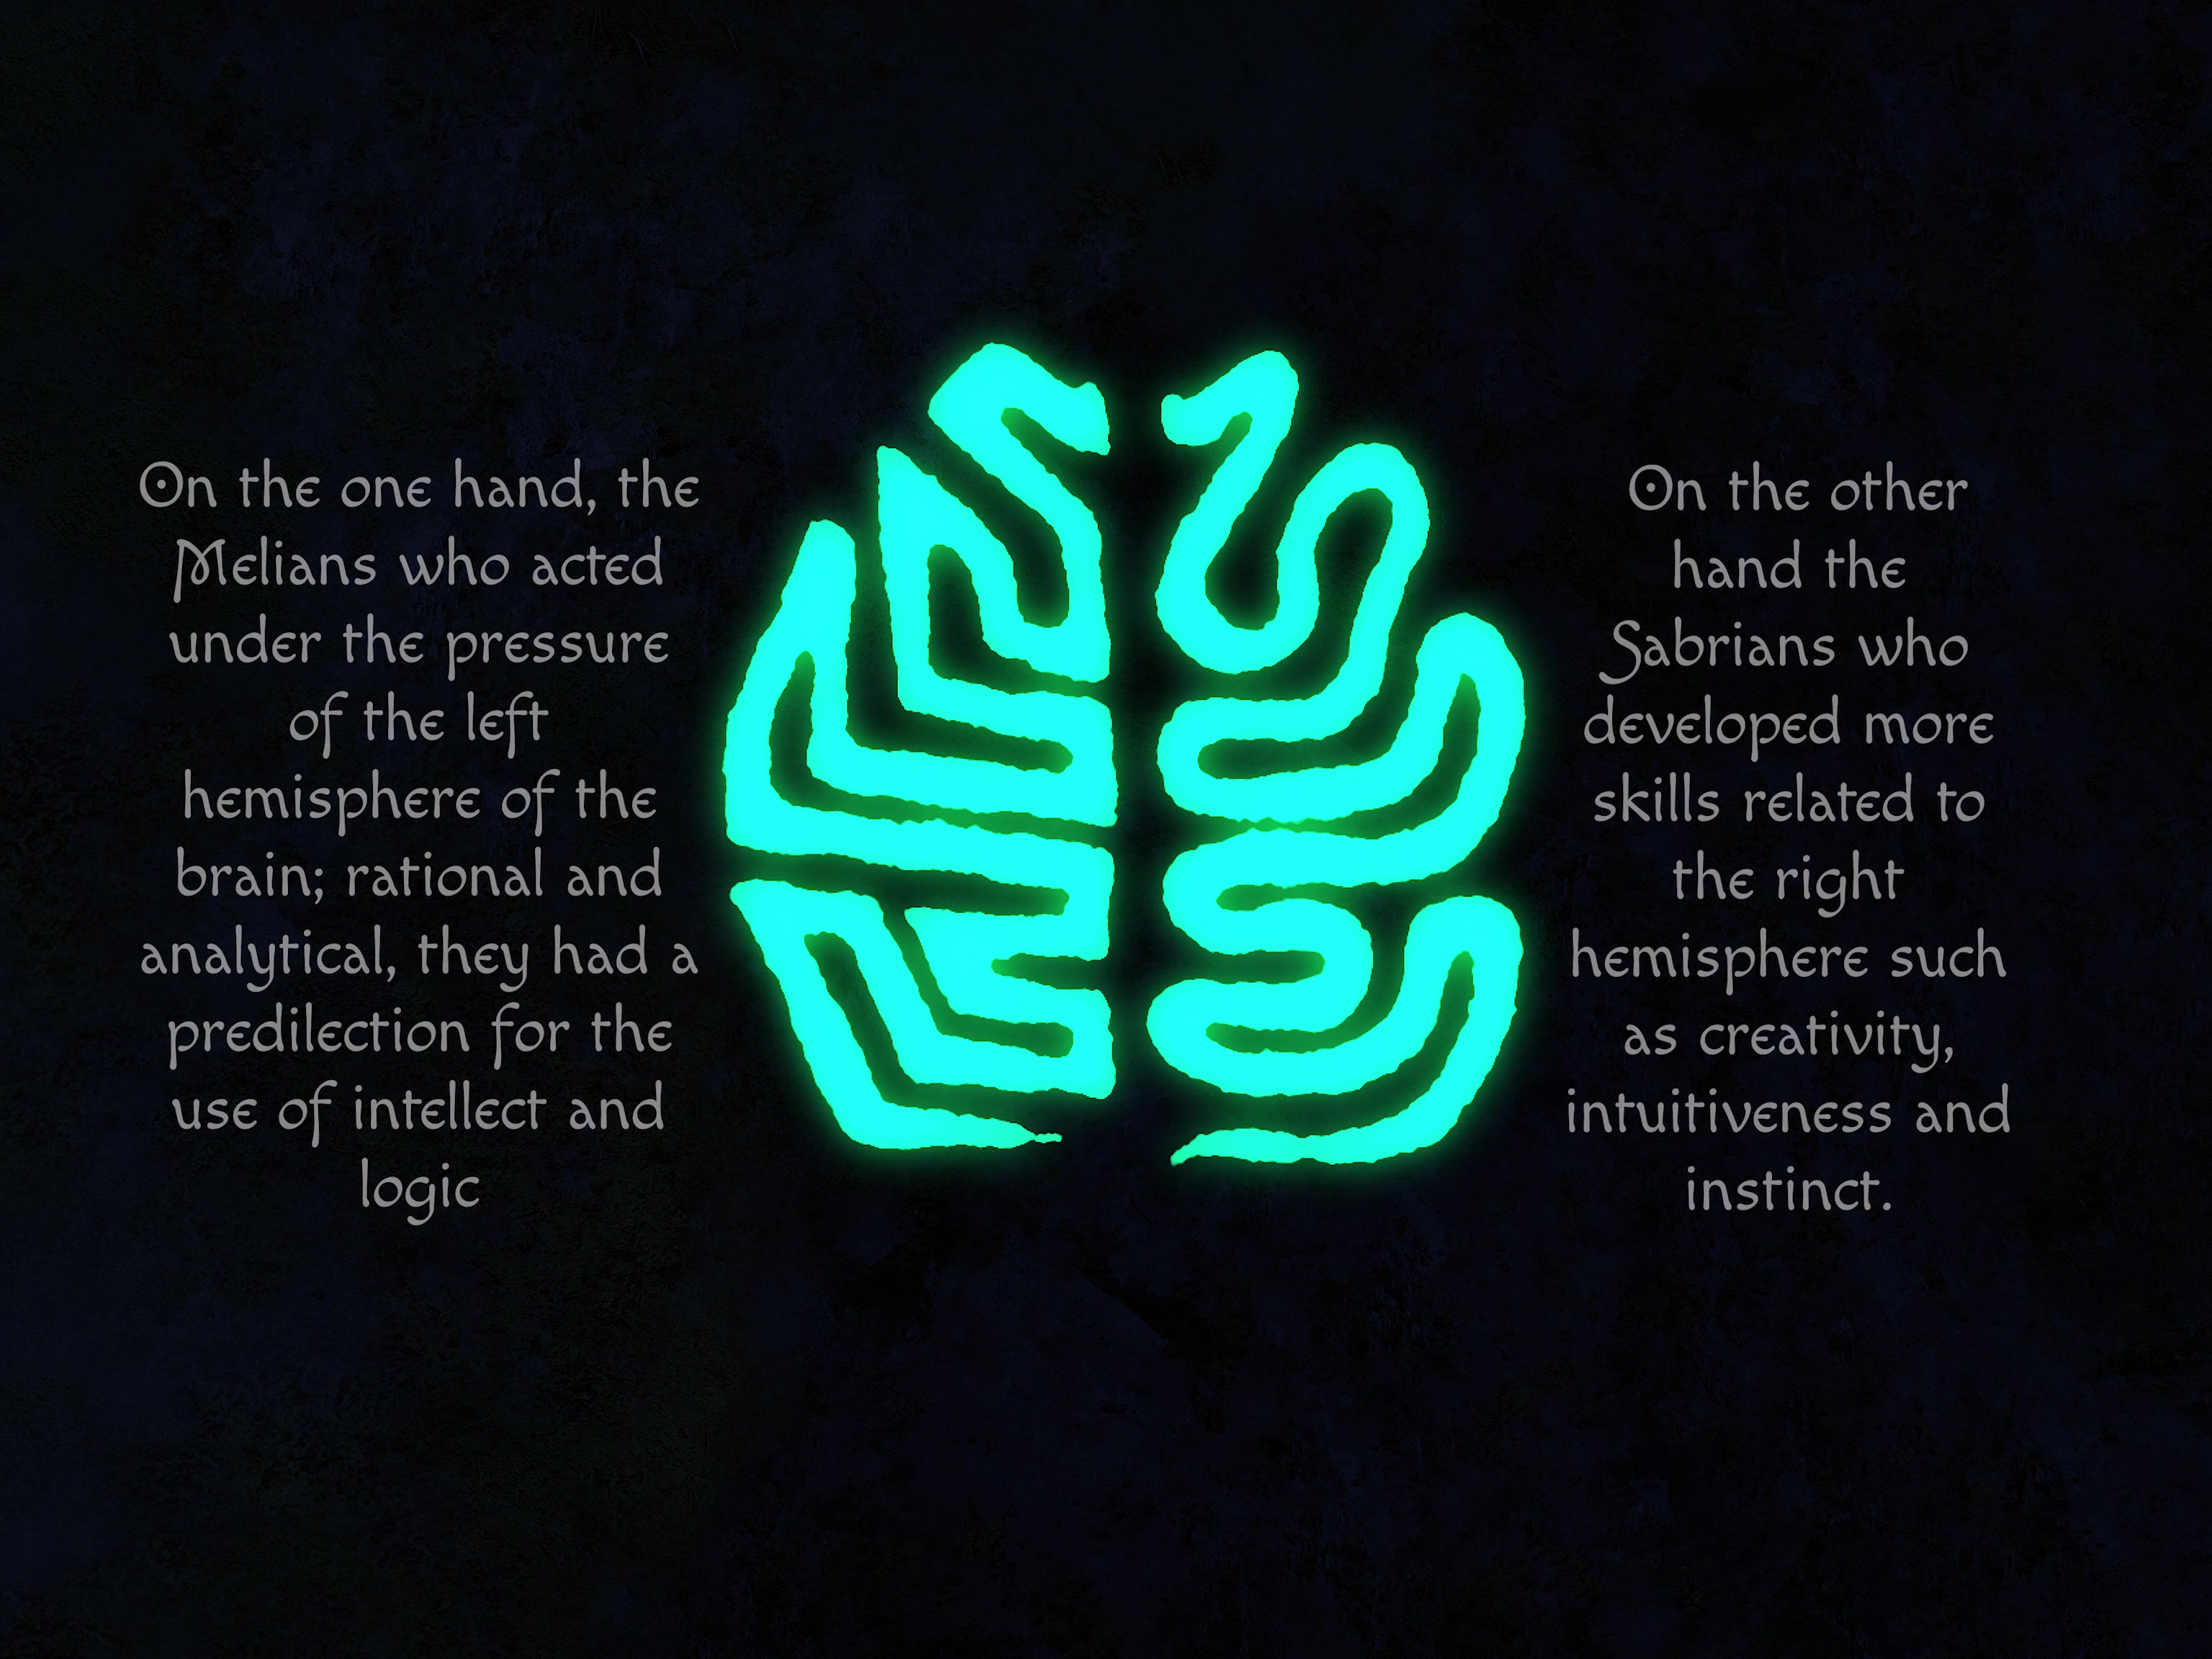 On the one hand, the
Melians who acted
under the pressure
of the left
hemisphere of the
brain; rational and
analytical, they had a
predilection for the
use of intellect and
logic
On the other
hand the
Sabrians who
developed more
skills related to
the right
hemisphere such
as creativity,
intuitiveness and
instinct.